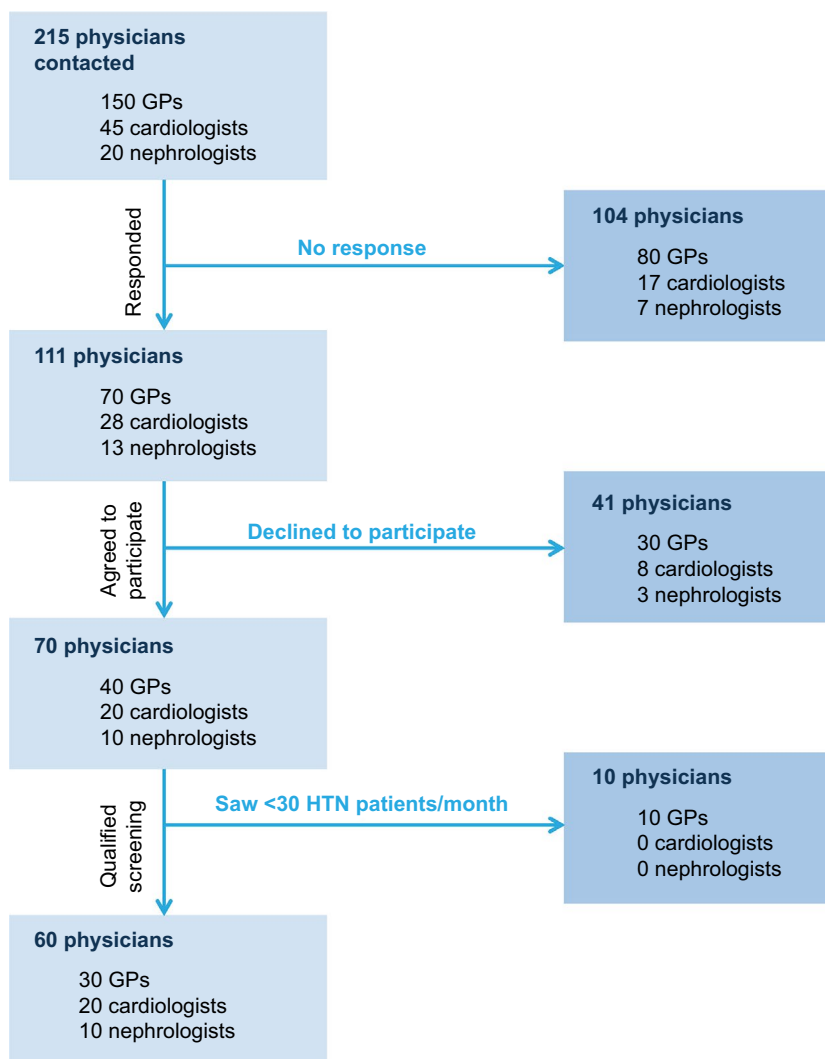 215 physicians
contacted
150 GPs
45 cardiologists
20 nephrologists
Responded
No response
104 physicians
80 GPs
17 cardiologists
7 nephrologists
111 physicians
70 GPs
28 cardiologists
13 nephrologists
Agreed to
participate
Declined to participate
41 physicians
30 GPs
8 cardiologists
3 nephrologists
70 physicians
40 GPs
20 cardiologists
10 nephrologists
Qualified
screening
Saw <30 HTN patients/month
10 physicians
10 GPs
0 cardiologists
0 nephrologists
60 physicians
30 GPs
20 cardiologists
10 nephrologists